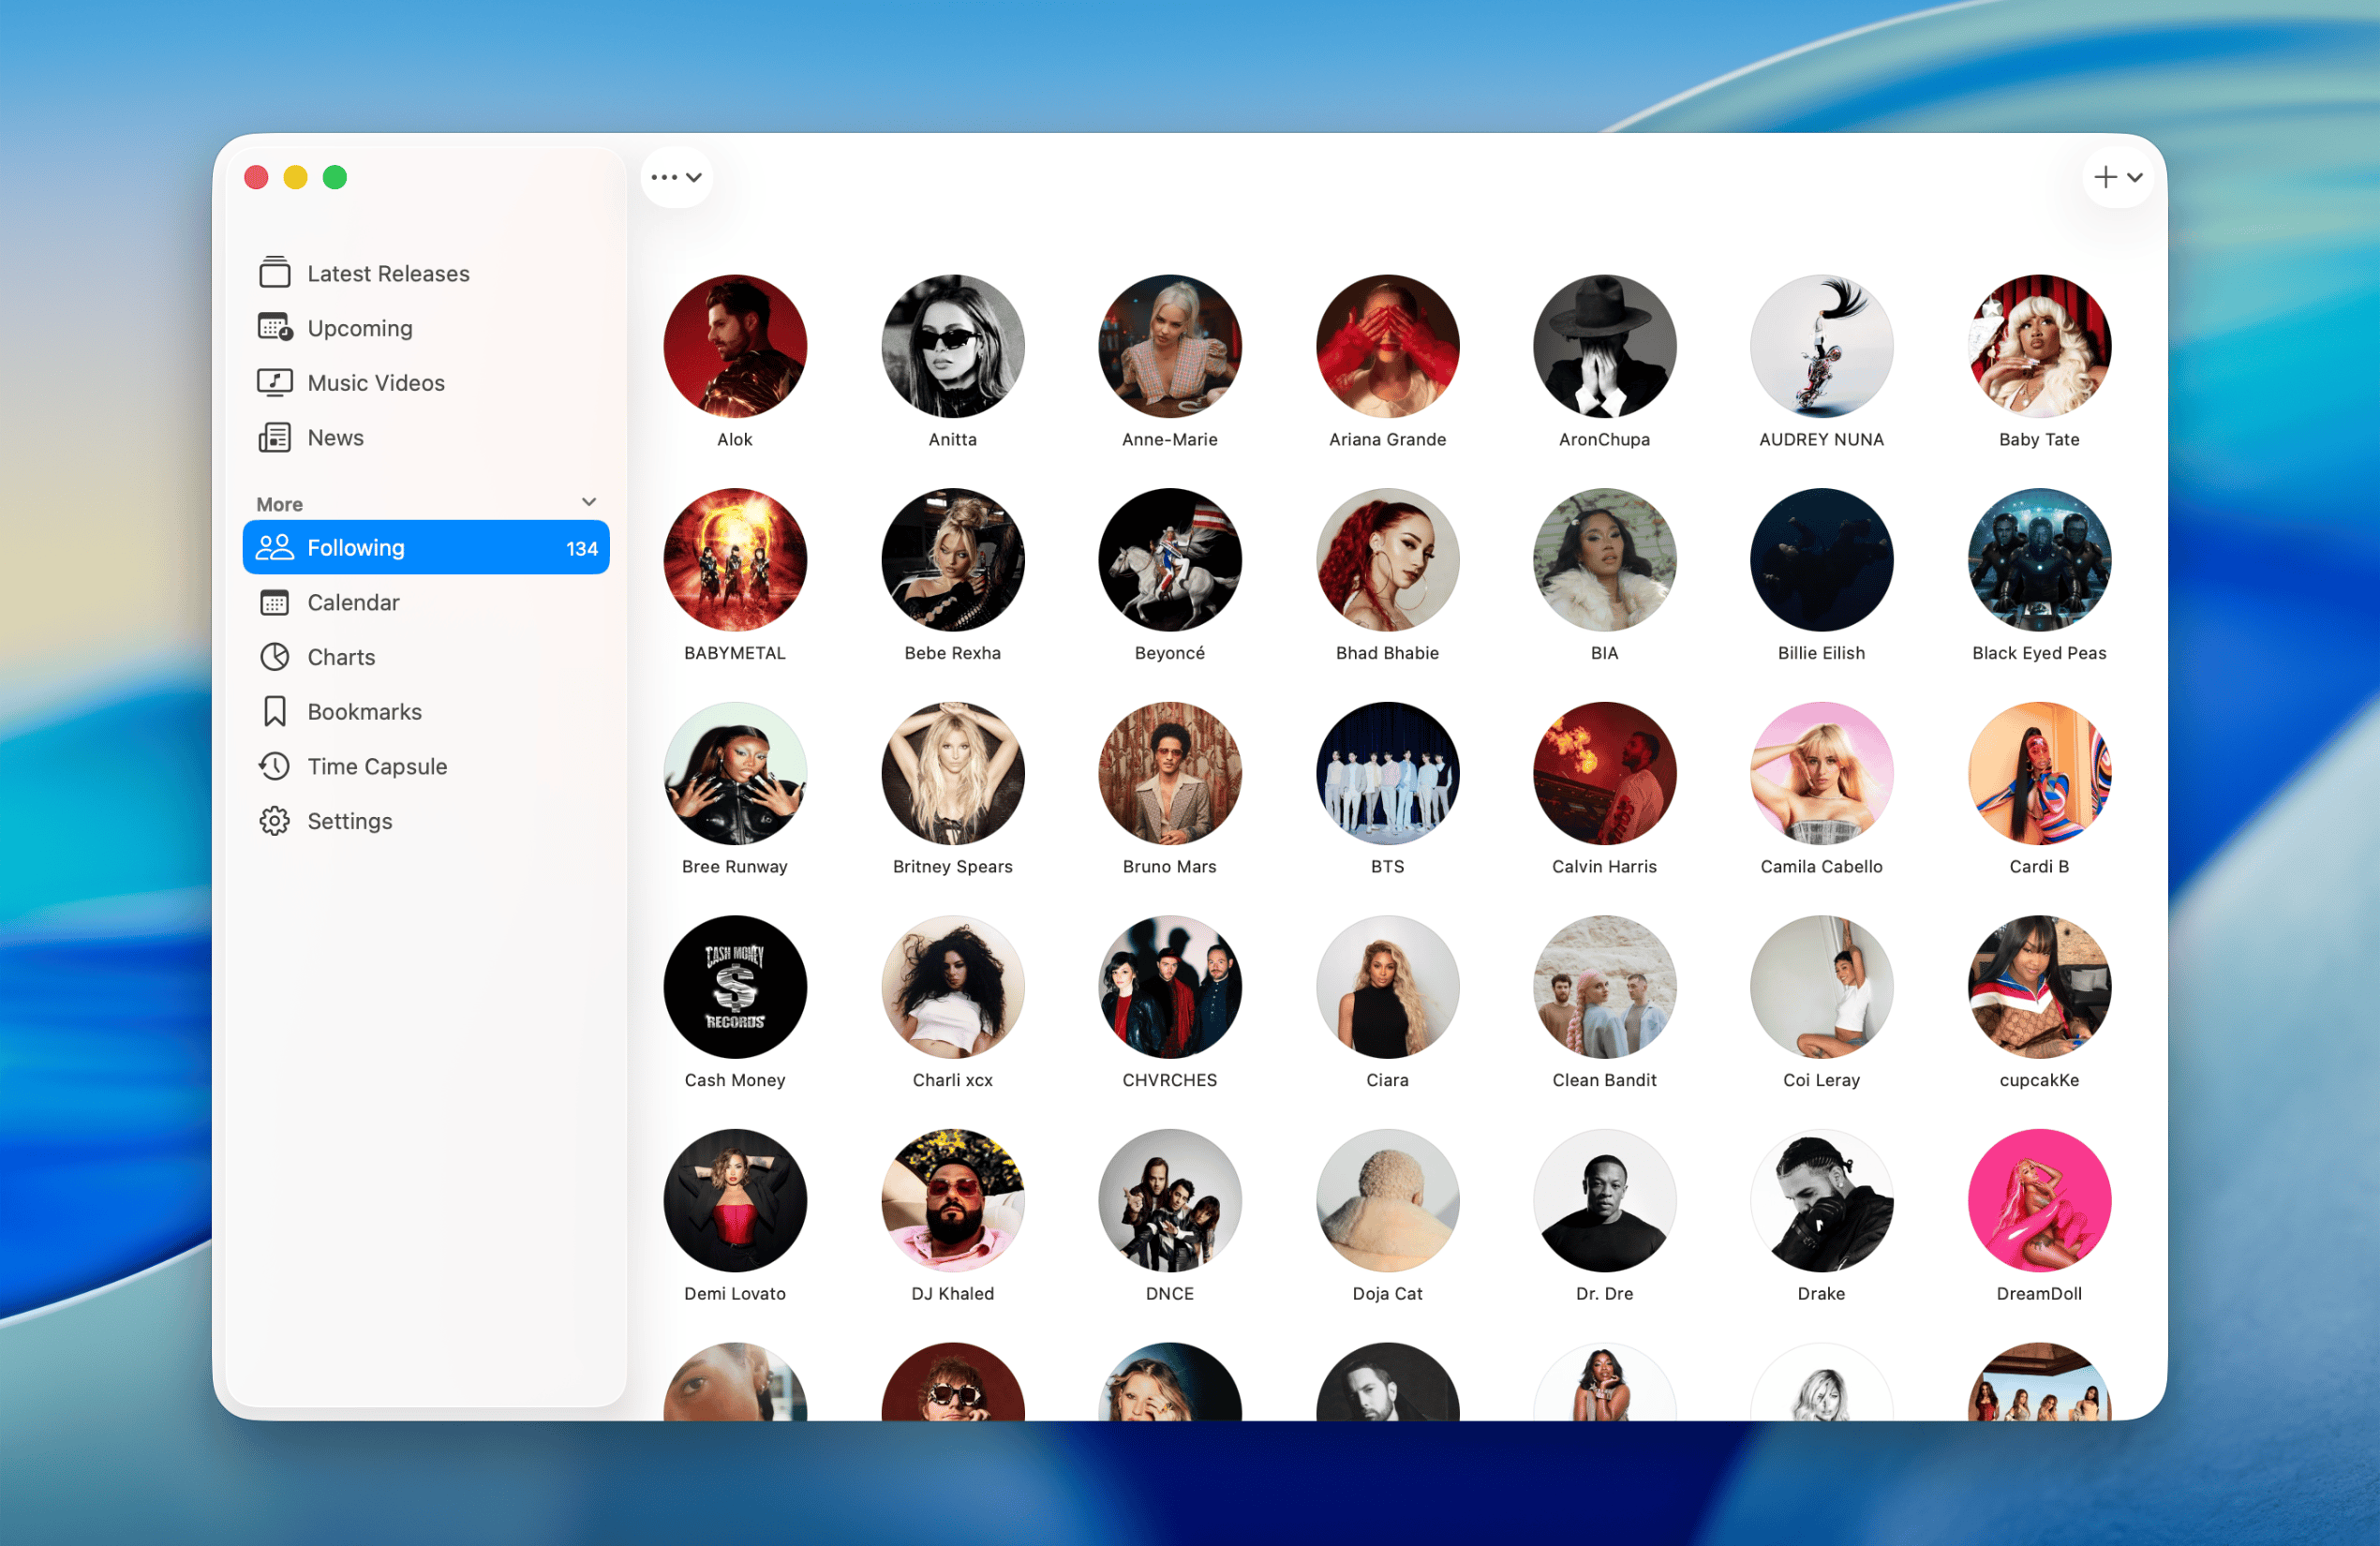 Latest Releases
Upcoming
Music Videos
News
More
Following 134
Calendar
Charts
Bookmarks
Time Capsule
Settings
Alok
Anitta
Anne-Marie
Ariana Grande
AronChupa
AUDREY NUNA
Baby Tate
BABYMETAL
Bebe Rexha
Beyoncé
Bhad Bhabie
BIA
Billie Eilish
Black Eyed Peas
Bree Runway
Britney Spears
Bruno Mars
BTS
Calvin Harris
Camila Cabello
Cardi B
CASH MONEY
$
RECORDS
Cash Money
Charli xcx
CHVRCHES
Ciara
Clean Bandit
Coi Leray
cupcakKe
Demi Lovato
DJ Khaled
DNCE
Doja Cat
Dr. Dre
Drake
DreamDoll